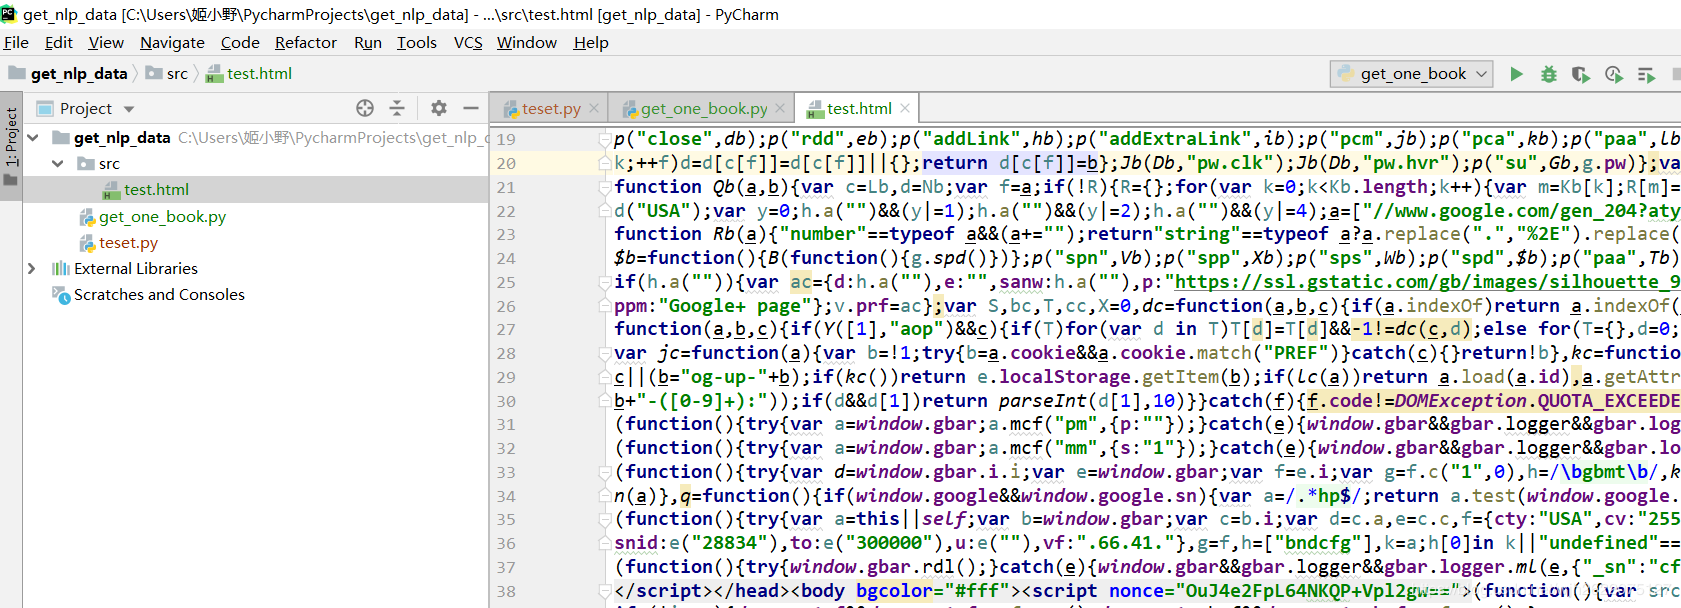 get_nlp_data [C:\Users\姬小野\PycharmProjects\get_nlp_data] - ...\src\test.html [get_nlp_data] - PyCharm
File Edit View Navigate Code Refactor Run Tools VCS Window Help
get_nlp_data src test.html get_one_book
1: Project
Project
teset.py get_one_book.py test.html
get_nlp_data C:\Users\姬小野\PycharmProjects\get_nlp_d
src
test.html
get_one_book.py
teset.py
External Libraries
Scratches and Consoles
19 p("close",db);p("rdd",eb);p("addLink",hb);p("addExtraLink",ib);p("pcm",jb);p("pca",kb);p("paa",lb
20 k;++f)d=d[c[f]]=d[c[f]]||{};return d[c[f]]=b};Jb(Db,"pw.clk");Jb(Db,"pw.hvr");p("su",Gb,g.pw)};va
21 function Qb(a,b){var c=Lb,d=Nb;var f=a;if(!R){R={};for(var k=0;k<Kb.length;k++){var m=Kb[k];R[m]=
22 d("USA");var y=0;h.a("")&&(y|=1);h.a("")&&(y|=2);h.a("")&&(y|=4);a=["//www.google.com/gen_204?aty
23 function Rb(a){"number"==typeof a&&(a+="");return"string"==typeof a?a.replace(".","%2E").replace(
24 $b=function(){B(function(){g.spd()})};p("spn",Vb);p("spp",Xb);p("sps",Wb);p("spd",$b);p("paa",Tb)
25 if(h.a("")){var ac={d:h.a(""),e:"",sanw:h.a(""),p:"https://ssl.gstatic.com/gb/images/silhouette_9
26 ppm:"Google+ page"};v.prf=ac};var S,bc,T,cc,X=0,dc=function(a,b,c){if(a.indexOf)return a.indexOf(
27 function(a,b,c){if(Y([1],"aop")&&c){if(T)for(var d in T)T[d]=T[d]&&-1!=dc(c,d);else for(T={},d=0;
28 var jc=function(a){var b=!1;try{b=a.cookie&&a.cookie.match("PREF")}catch(c){}return!b},kc=functio
29 c||(b="og-up-"+b);if(kc())return e.localStorage.getItem(b);if(lc(a))return a.load(a.id),a.getAttr
30 b+"-([0-9]+):"));if(d&&d[1])return parseInt(d[1],10)}}catch(f){f.code!=DOMException.QUOTA_EXCEEDE
31 (function(){try{var a=window.gbar;a.mcf("pm",{p:""});}catch(e){window.gbar&&gbar.logger&&gbar.log
32 (function(){try{var a=window.gbar;a.mcf("mm",{s:"1"});}catch(e){window.gbar&&gbar.logger&&gbar.lo
33 (function(){try{var d=window.gbar.i.i;var e=window.gbar;var f=e.i;var g=f.c("1",0),h=/\bgbmt\b/,k
34 n(a)},q=function(){if(window.google&&window.google.sn){var a=/.*hp$/;return a.test(window.google.
35 (function(){try{var a=this||self;var b=window.gbar;var c=b.i;var d=c.a,e=c.c,f={cty:"USA",cv:"255
36 snid:e("28834"),to:e("300000"),u:e(""),vf:".66.41."},g=f,h=["bndcfg"],k=a;h[0]in k||"undefined"==
37 (function(){try{window.gbar.rdl();}catch(e){window.gbar&&gbar.logger&&gbar.logger.ml(e,{"_sn":"cf
38 </script></head><body bgcolor="#fff"><script nonce="OuJ4e2FpL64NKQP+Vpl2gw==">(function(){var src